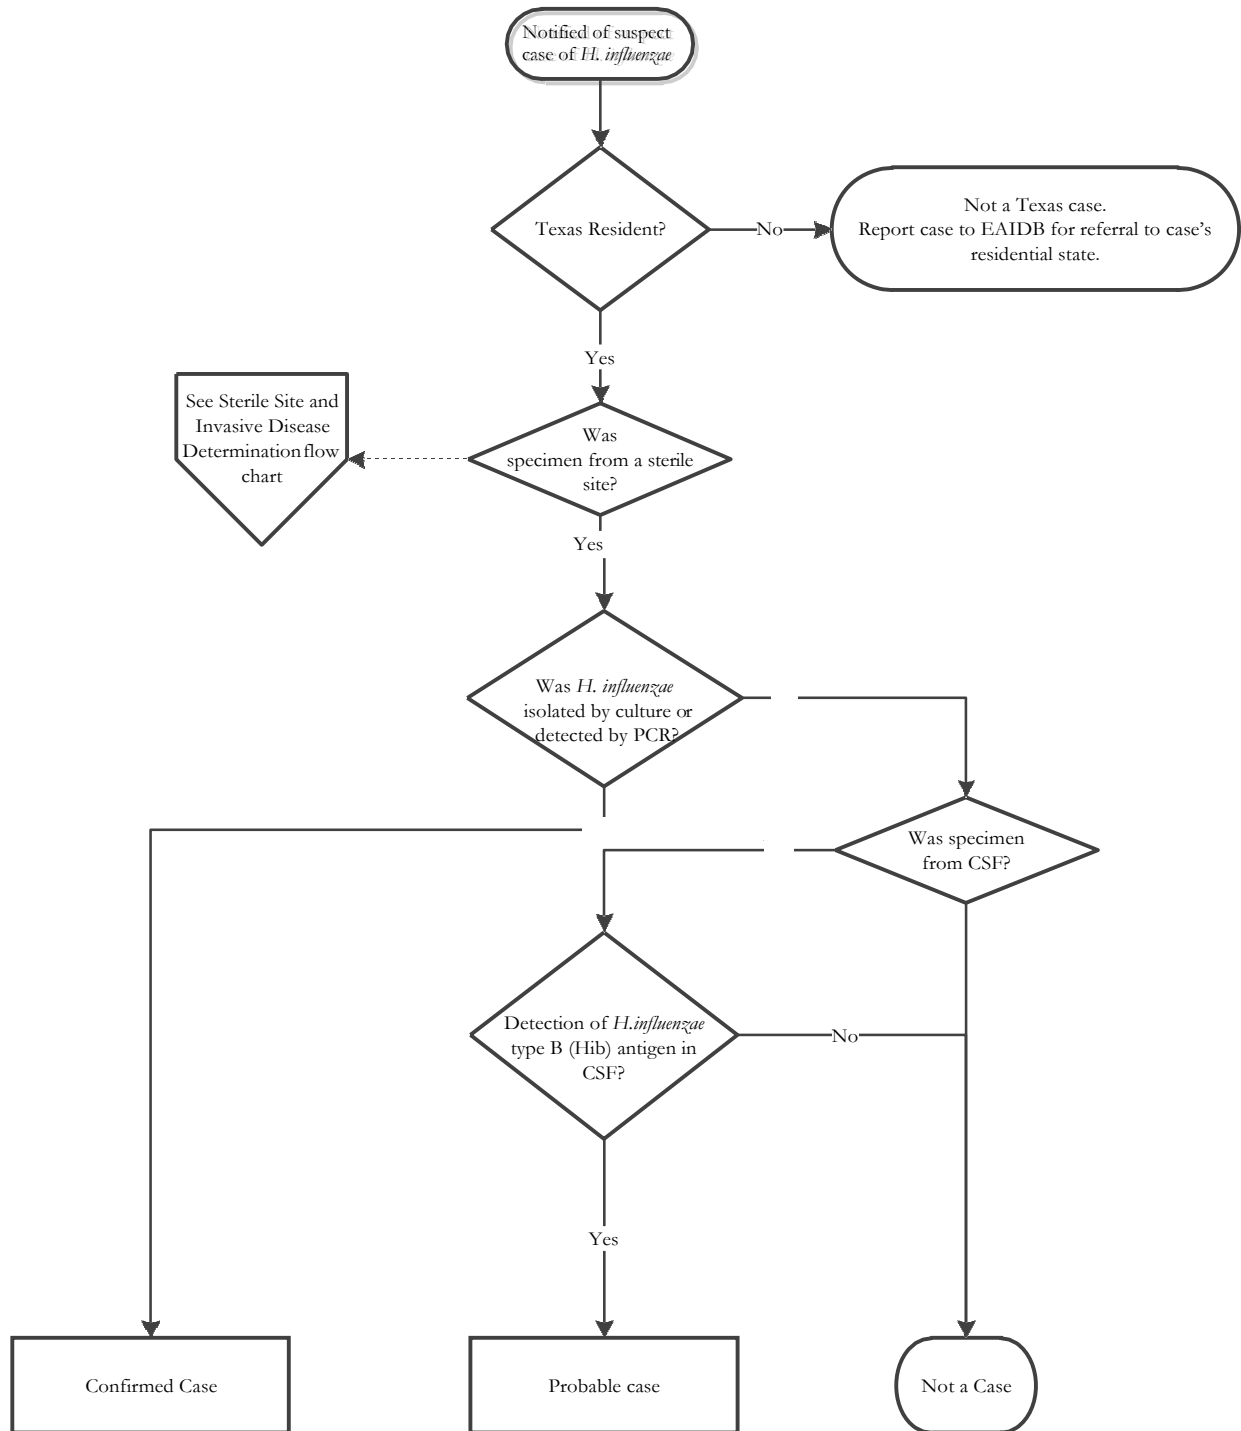 Notified of suspect
case of H. influenzae
Texas Resident?
No
Not a Texas case.
Report case to EAIDB for referral to case's
residential state.
Yes
See Sterile Site and
Invasive Disease
Determination flow
chart
Was
specimen from a sterile
site?
Yes
Was H. influenzae
isolated by culture or
detected by PCR?
Was specimen
from CSF?
Detection of H.influenzae
type B (Hib) antigen in
CSF?
No
Yes
Confirmed Case
Probable case
Not a Case